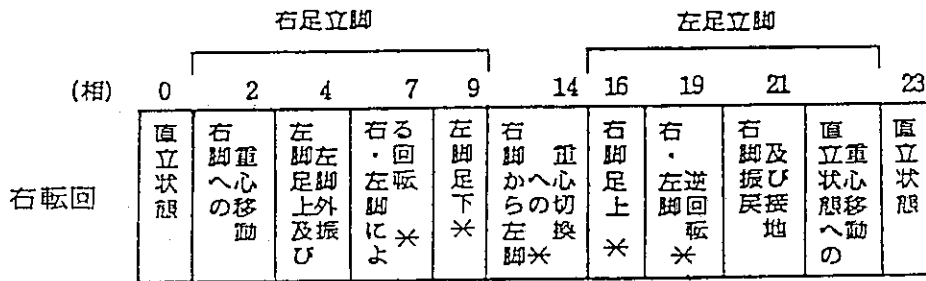 右足立脚
左足立脚
(相) 0 2 4 7 9 14 16 19 21 23
右転回
直立状態
右脚への
重心移動
左脚足上及び
左脚外振
右・左脚によ
る回転 *
左脚足下*
右脚から左脚
への*
重心切換
右脚足上 *
右・左脚
逆回転*
右脚振戻
及び接地
直立状態への
重心移動
直立状態